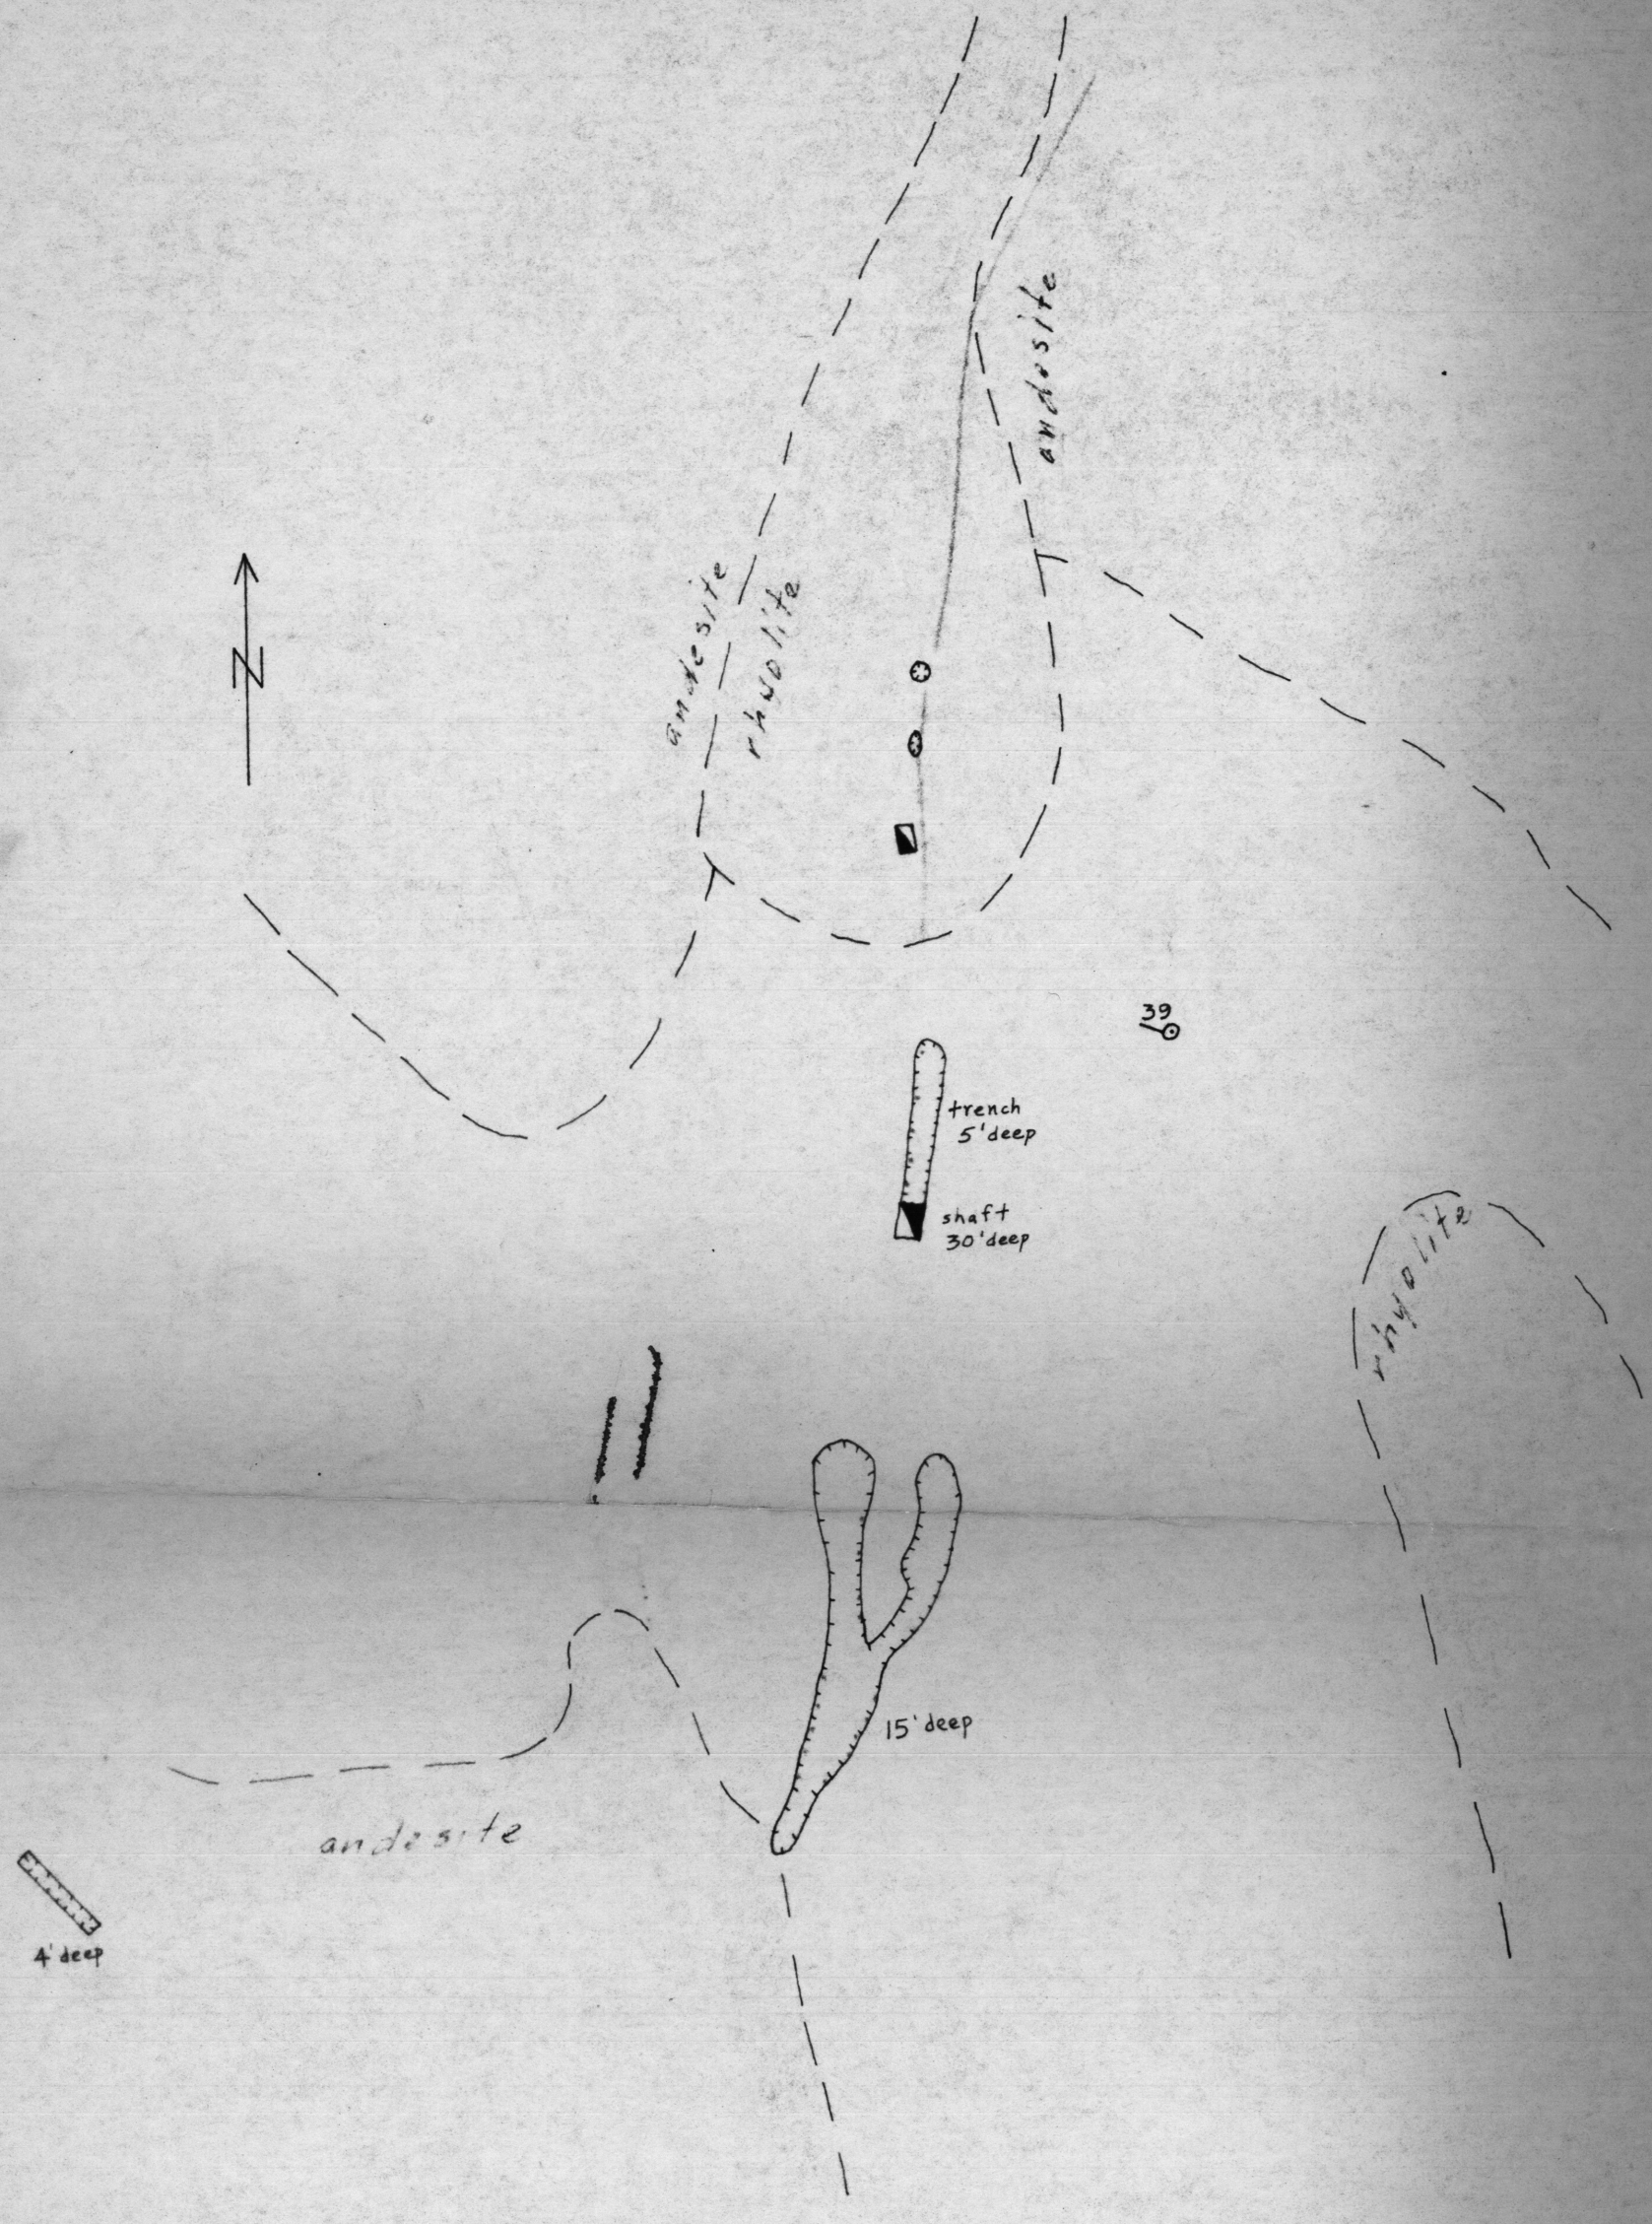 andesite
N
andesite
rhyolite
39
trench
5' deep
shaft
30' deep
rhyolite
15' deep
andesite
4' deep